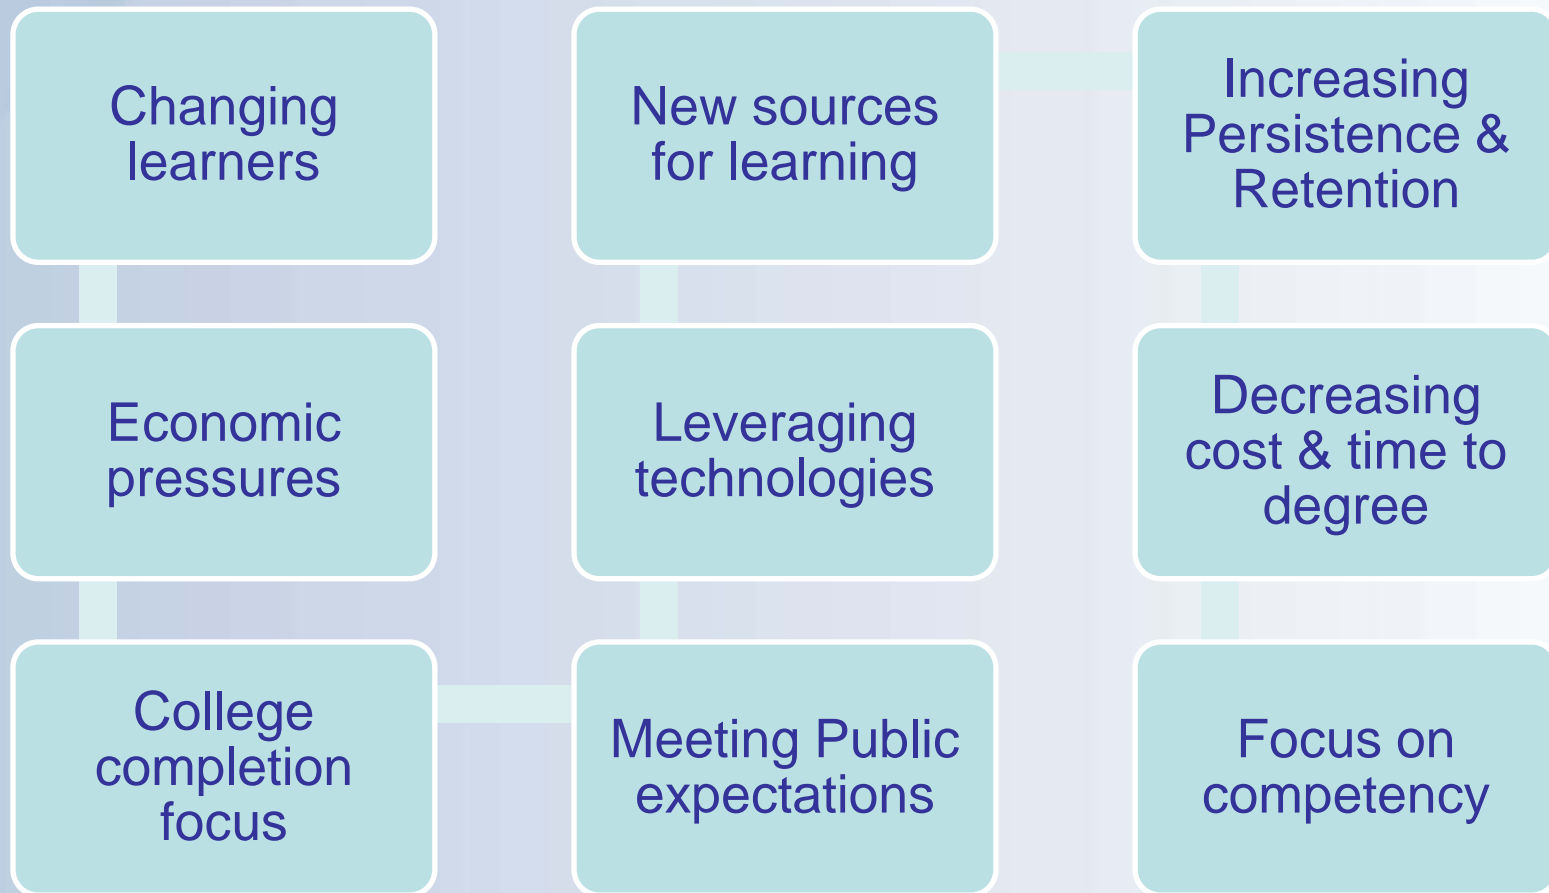 Changing
learners
Economic
pressures
College
completion
focus
Meeting Public
expectations
Leveraging
technologies
New sources
for learning
Increasing
Persistence &
Retention
Decreasing
cost & time to
degree
Focus on
competency